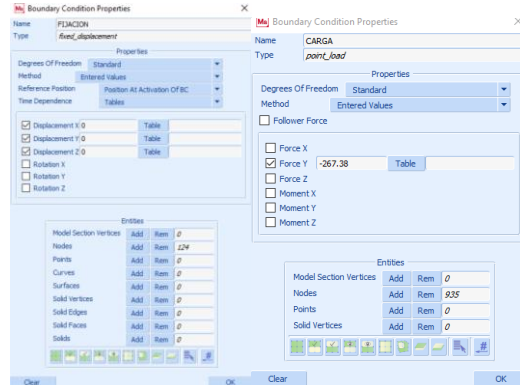 Boundary Condition Properties
Name FIJACION
Type fixed_displacement
Properties
Degrees Of Freedom Standard
Method Entered Values
Reference Position Position At Activation Of BC
Time Dependence Tables
Displacement X 0 Table
Displacement Y 0 Table
Displacement Z 0 Table
Rotation X
Rotation Y
Rotation Z
Entities
Model Section Vertices Add Rem 0
Nodes Add Rem 124
Points Add Rem 0
Curves Add Rem 0
Surfaces Add Rem 0
Solid Vertices Add Rem 0
Solid Edges Add Rem 0
Solid Faces Add Rem 0
Solids Add Rem 0
Clear OK
Boundary Condition Properties
Name CARGA
Type point_load
Properties
Degrees Of Freedom Standard
Method Entered Values
Follower Force
Force X
Force Y -267.38 Table
Force Z
Moment X
Moment Y
Moment Z
Entities
Model Section Vertices Add Rem 0
Nodes Add Rem 935
Points Add Rem 0
Solid Vertices Add Rem 0
Clear OK